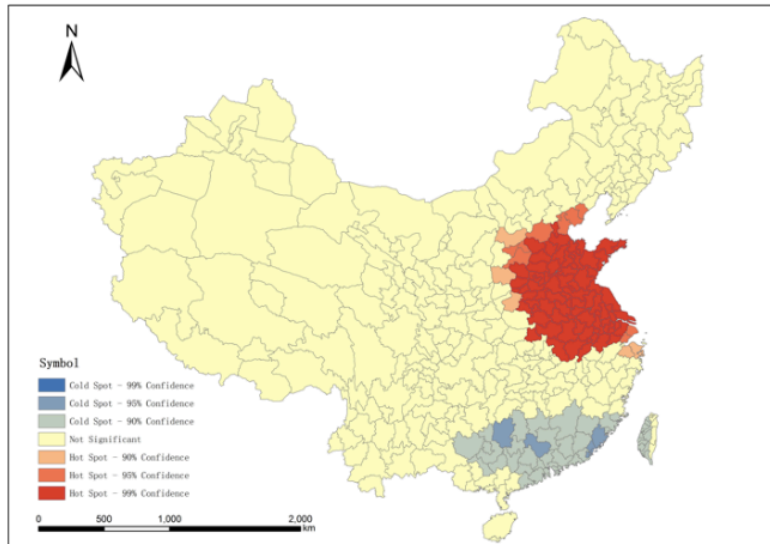 N
Symbol
Cold Spot - 99% Confidence
Cold Spot - 95% Confidence
Cold Spot - 90% Confidence
Not Significant
Hot Spot - 90% Confidence
Hot Spot - 95% Confidence
Hot Spot - 99% Confidence
0 500 1,000 2,000
km